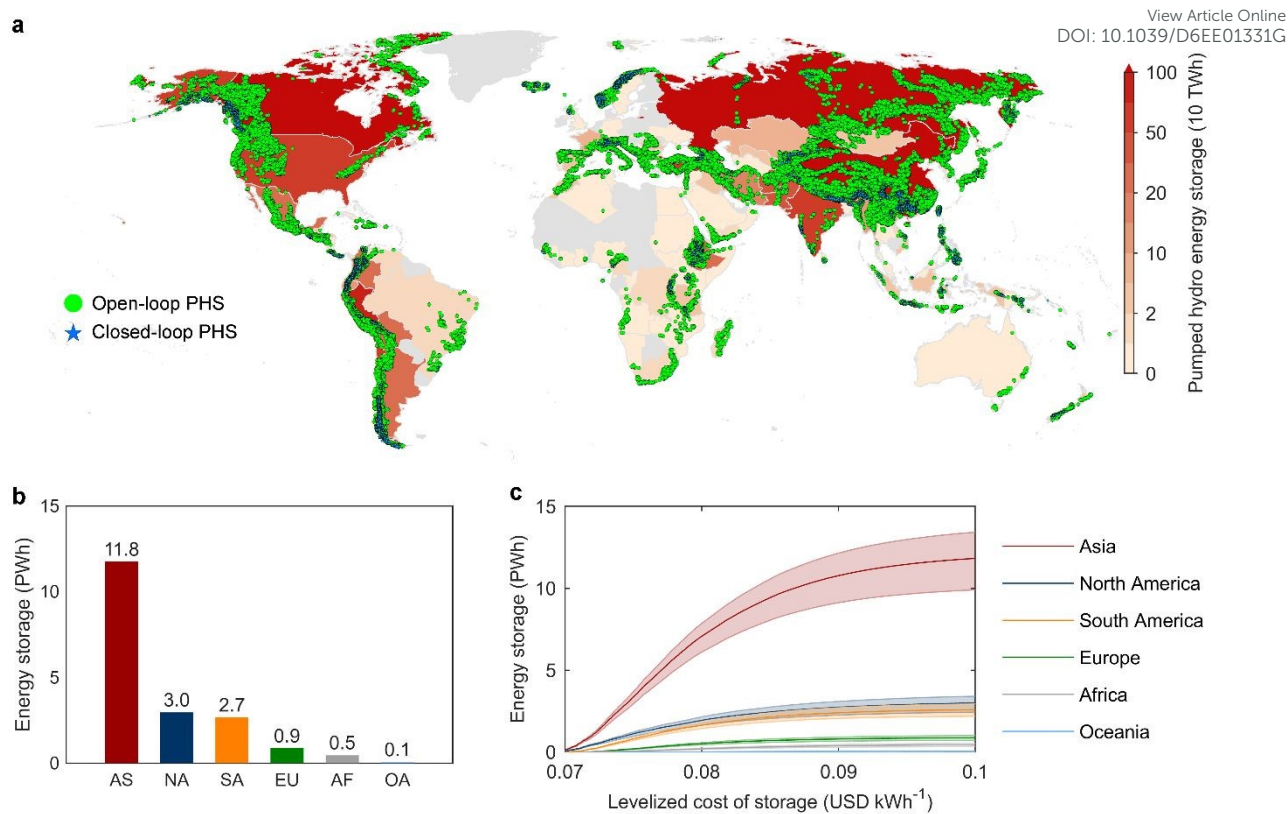 View Article Online
DOI: 10.1039/D6EE01331G
a
Open-loop PHS
Closed-loop PHS
100
50
20
10
2
0
Pumped hydro energy storage (10 TWh)
b
15
10
5
0
Energy storage (PWh)
11.8
3.0
2.7
0.9
0.5
0.1
AS NA SA EU AF OA
c
15
10
5
0
Energy storage (PWh)
0.07 0.08 0.09 0.1
Levelized cost of storage (USD kWh⁻¹)
Asia
North America
South America
Europe
Africa
Oceania